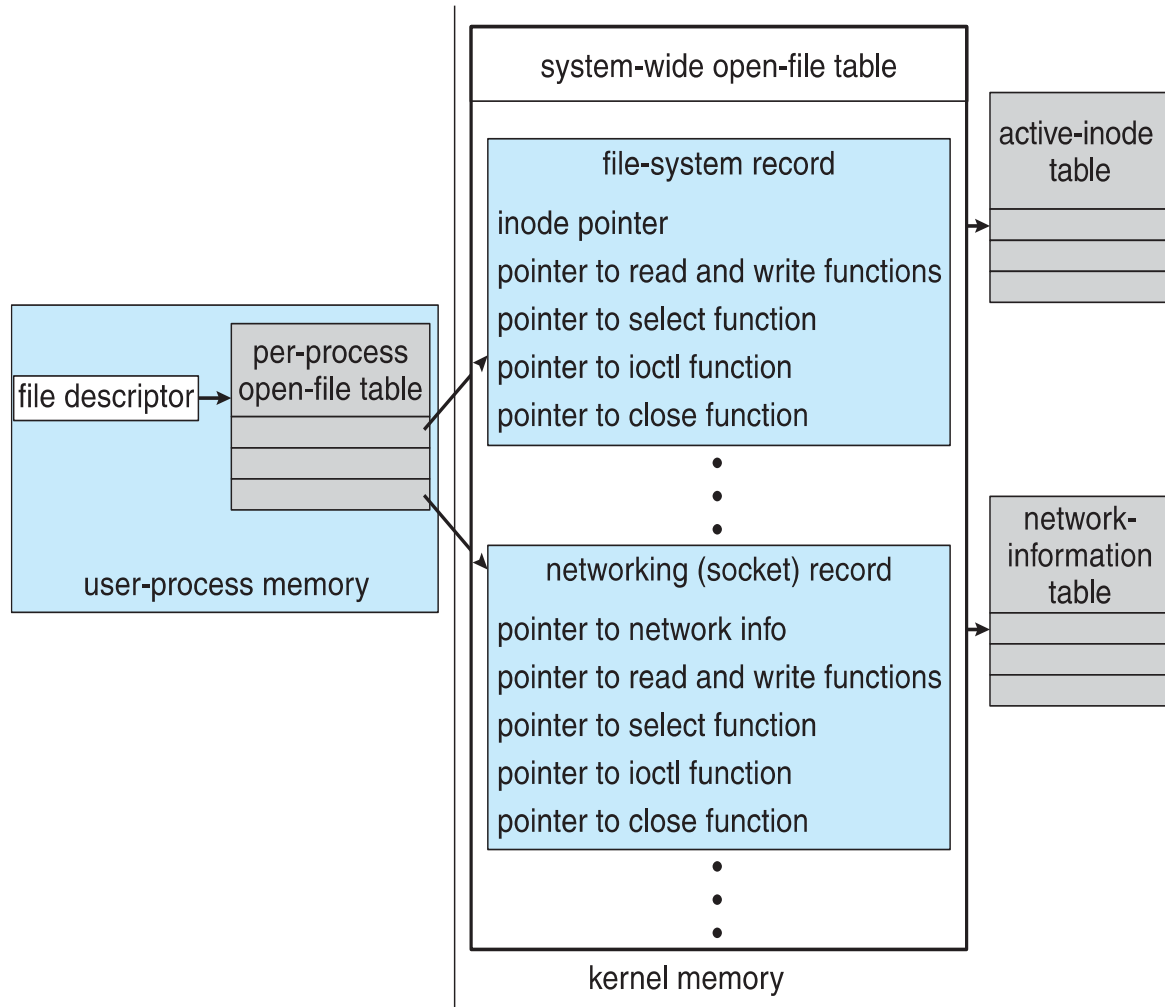 system-wide open-file table
file-system record
inode pointer
pointer to read and write functions
pointer to select function
pointer to ioctl function
pointer to close function
active-inode
table
file descriptor
per-process
open-file table
user-process memory
networking (socket) record
pointer to network info
pointer to read and write functions
pointer to select function
pointer to ioctl function
pointer to close function
network-
information
table
kernel memory